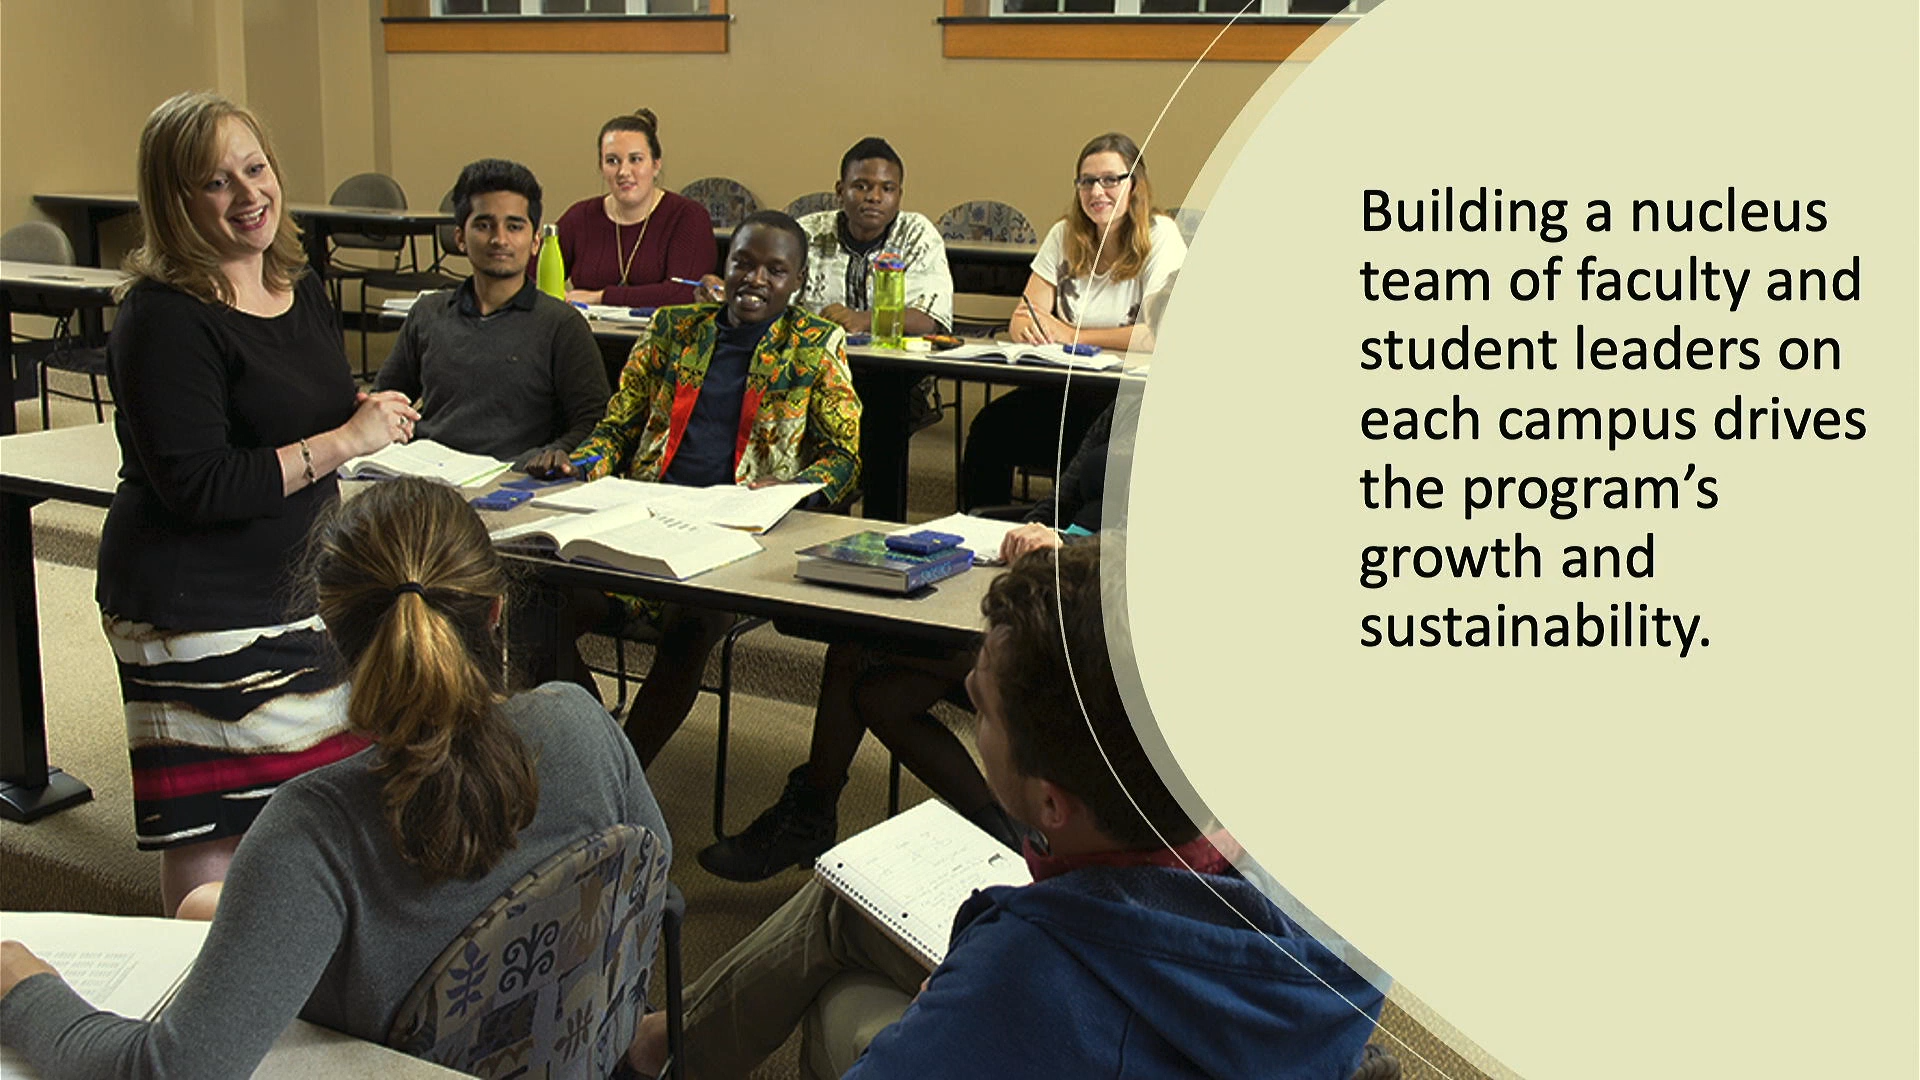 Building a nucleus
team of faculty and
student leaders on
each campus drives
the program’s
growth and
sustainability.